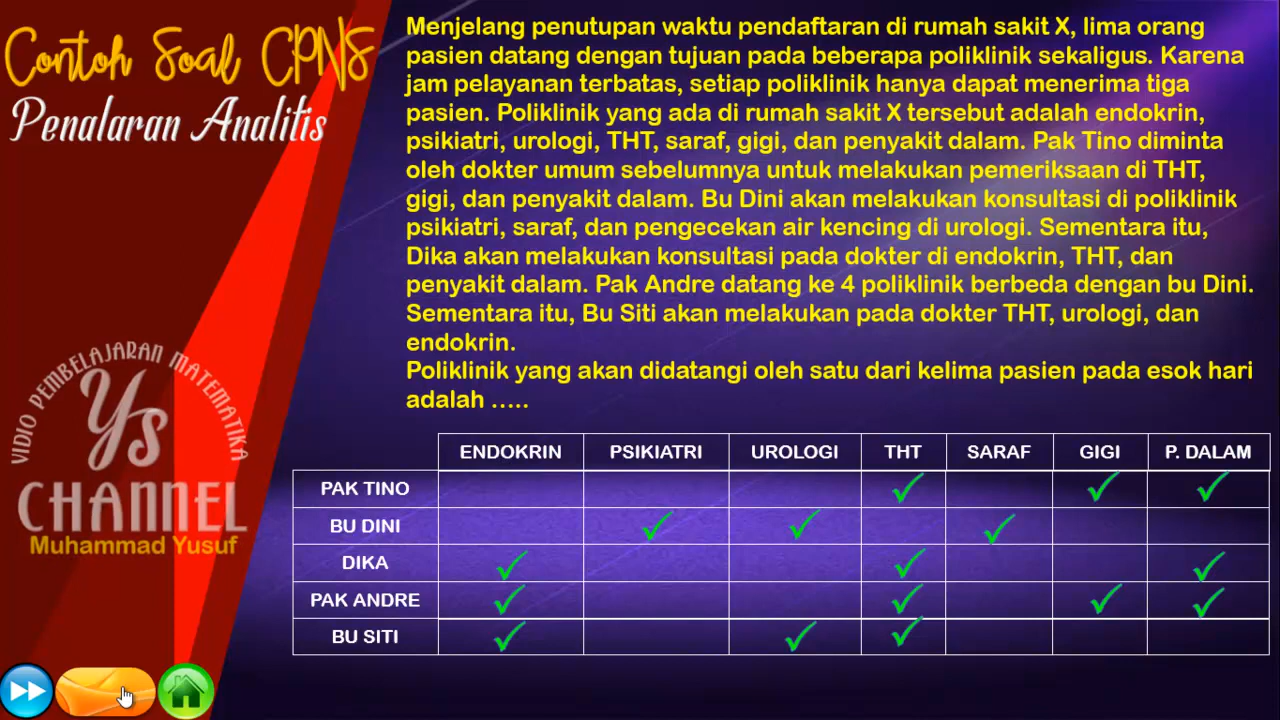 Contoh Soal CPNS
Penalaran Analitis
Menjelang penutupan waktu pendaftaran di rumah sakit X, lima orang
pasien datang dengan tujuan pada beberapa poliklinik sekaligus. Karena
jam pelayanan terbatas, setiap poliklinik hanya dapat menerima tiga
pasien. Poliklinik yang ada di rumah sakit X tersebut adalah endokrin,
psikiatri, urologi, THT, saraf, gigi, dan penyakit dalam. Pak Tino diminta
oleh dokter umum sebelumnya untuk melakukan pemeriksaan di THT,
gigi, dan penyakit dalam. Bu Dini akan melakukan konsultasi di poliklinik
psikiatri, saraf, dan pengecekan air kencing di urologi. Sementara itu,
Dika akan melakukan konsultasi pada dokter di endokrin, THT, dan
penyakit dalam. Pak Andre datang ke 4 poliklinik berbeda dengan bu Dini.
Sementara itu, Bu Siti akan melakukan pada dokter THT, urologi, dan
endokrin.
Poliklinik yang akan didatangi oleh satu dari kelima pasien pada esok hari
adalah .....
ENDOKRIN PSIKIATRI UROLOGI THT SARAF GIGI P. DALAM
PAK TINO ✓ ✓ ✓
BU DINI ✓ ✓ ✓
DIKA ✓ ✓ ✓
PAK ANDRE ✓ ✓ ✓ ✓
BU SITI ✓ ✓ ✓
VIDIO PEMBELAJARAN MATEMATIKA
Ys
CHANNEL
Muhammad Yusuf